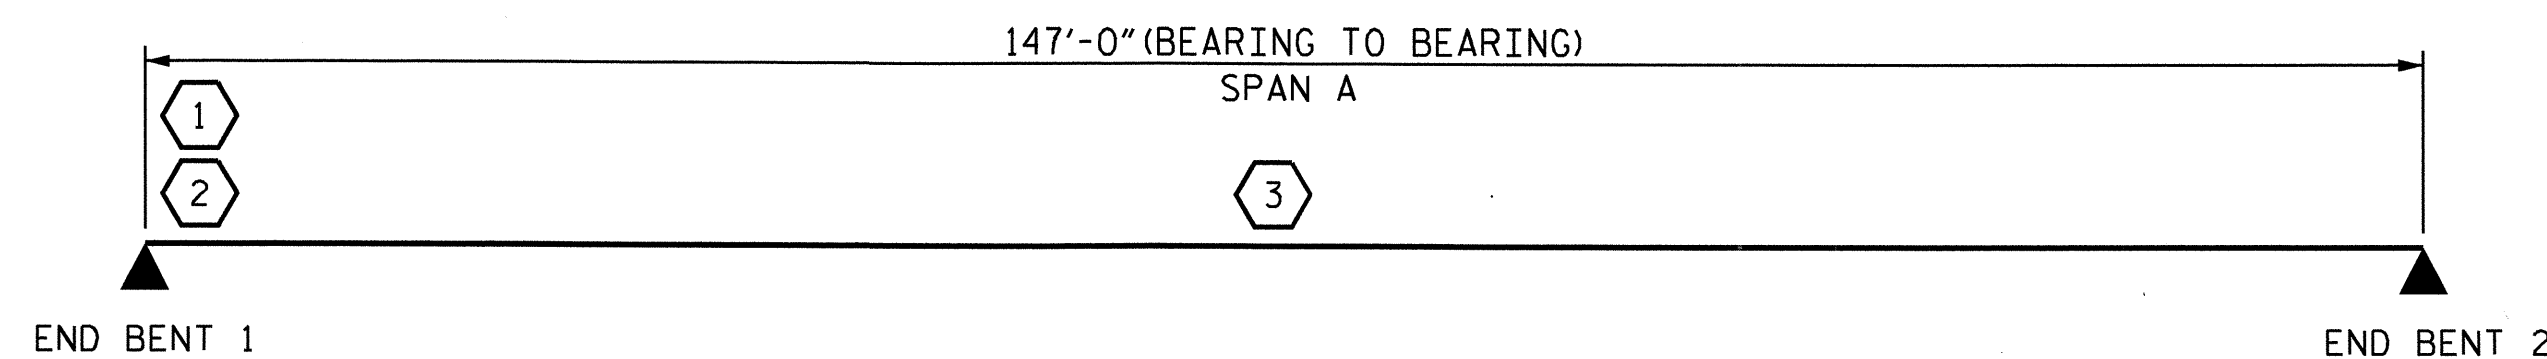 147'-0" (BEARING TO BEARING)
SPAN A
1
2
3
END BENT 1
END BENT 2